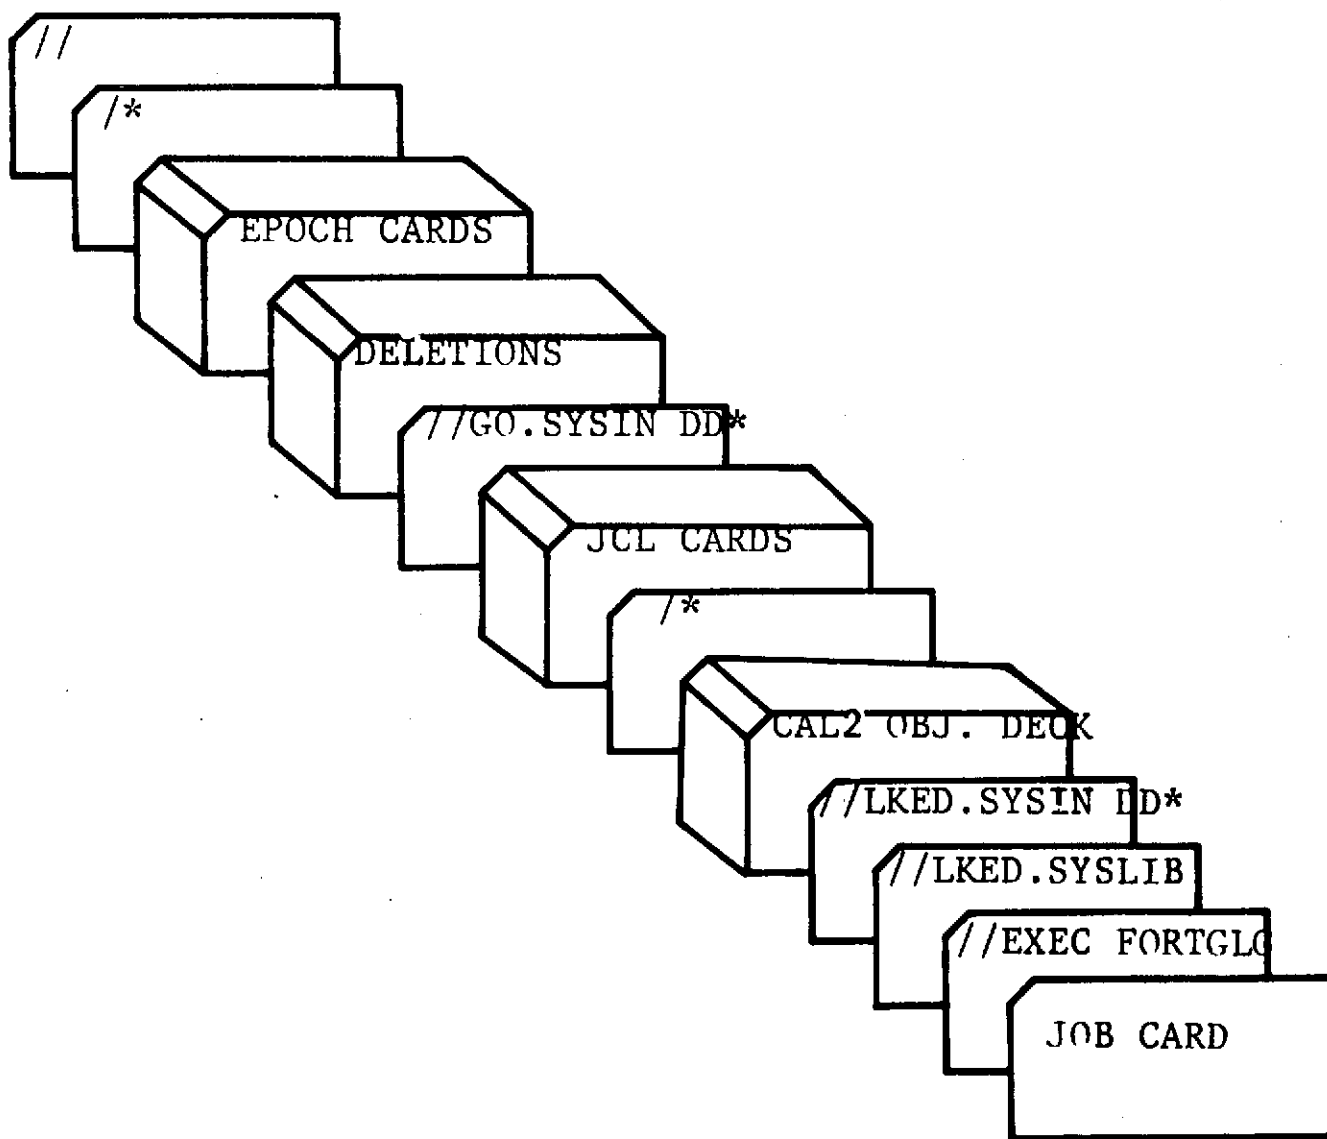 //
/*
EPOCH CARDS
DELETIONS
//GO.SYSIN DD*
JCL CARDS
/*
CAL2 OBJ. DECK
//LKED.SYSIN DD*
//LKED.SYSLIB
//EXEC FORTGLG
JOB CARD